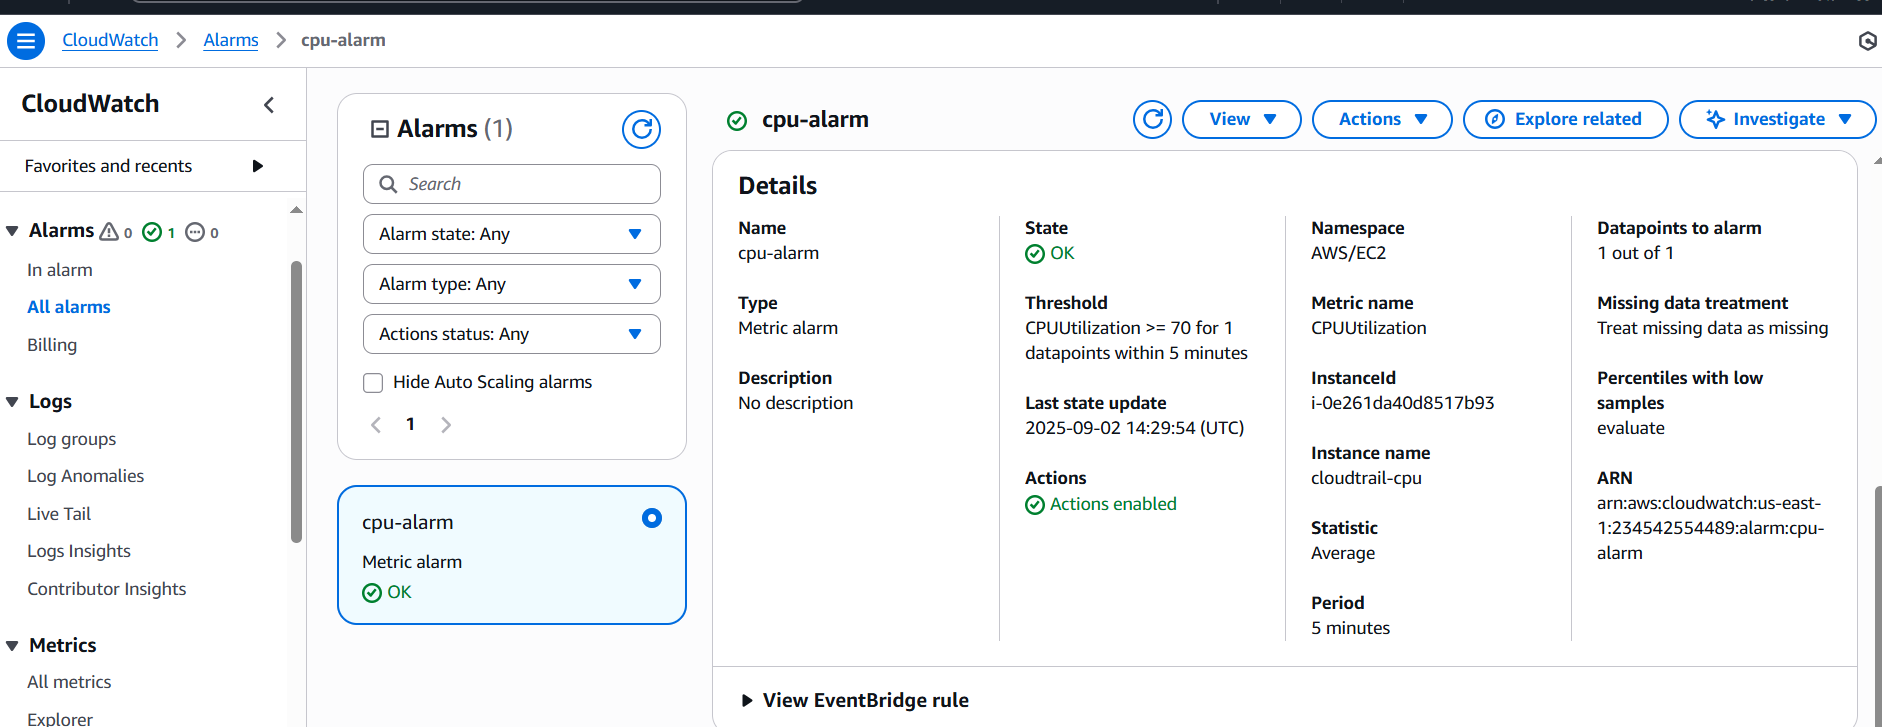 CloudWatch
Alarms
cpu-alarm
CloudWatch
Favorites and recents
Alarms 0 1 0
In alarm
All alarms
Billing
Logs
Log groups
Log Anomalies
Live Tail
Logs Insights
Contributor Insights
Metrics
All metrics
Explorer
Alarms (1)
Search
Alarm state: Any
Alarm type: Any
Actions status: Any
Hide Auto Scaling alarms
1
cpu-alarm
Metric alarm
OK
cpu-alarm
View
Actions
Explore related
Investigate
Details
Name
cpu-alarm
Type
Metric alarm
Description
No description
State
OK
Threshold
CPUUtilization >= 70 for 1
datapoints within 5 minutes
Last state update
2025-09-02 14:29:54 (UTC)
Actions
Actions enabled
Namespace
AWS/EC2
Metric name
CPUUtilization
InstanceId
i-0e261da40d8517b93
Instance name
cloudtrail-cpu
Statistic
Average
Period
5 minutes
Datapoints to alarm
1 out of 1
Missing data treatment
Treat missing data as missing
Percentiles with low
samples
evaluate
ARN
arn:aws:cloudwatch:us-east-
1:234542554489:alarm:cpu-
alarm
View EventBridge rule